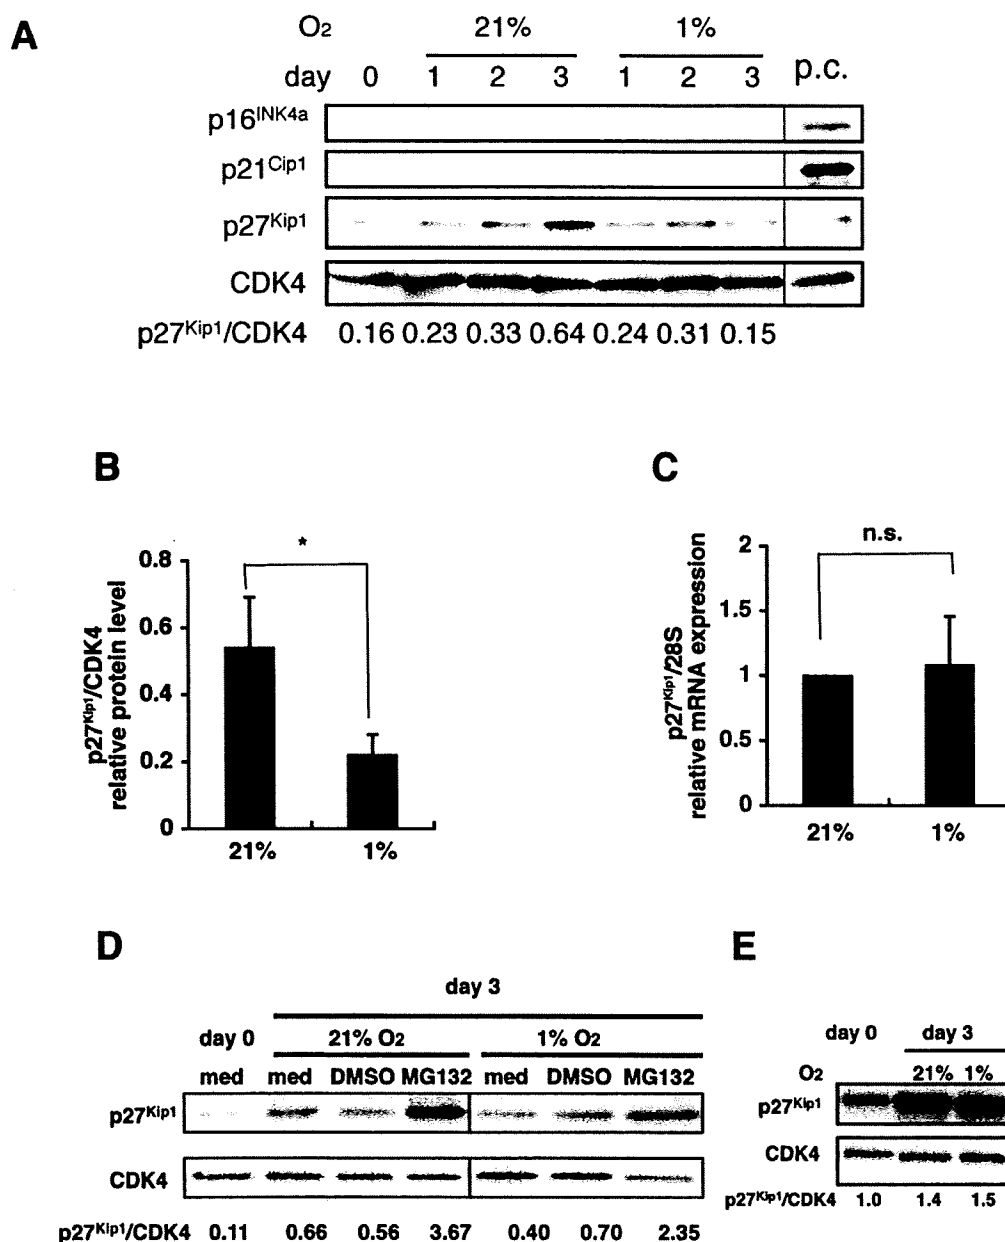 A
O2 21% 1%
day 0 1 2 3 1 2 3 p.c.
p16INK4a
p21Cip1
p27Kip1
CDK4
p27Kip1/CDK4 0.16 0.23 0.33 0.64 0.24 0.31 0.15
B
p27Kip1/CDK4
relative protein level
0.8
0.6
0.4
0.2
0
*
21% 1%
C
p27Kip1/28S
relative mRNA expression
2
1.5
1
0.5
0
n.s.
21% 1%
D
day 3
day 0 21% O2 1% O2
med med DMSO MG132 med DMSO MG132
p27Kip1
CDK4
p27Kip1/CDK4 0.11 0.66 0.56 3.67 0.40 0.70 2.35
E
day 0 day 3
O2 21% 1%
p27Kip1
CDK4
p27Kip1/CDK4 1.0 1.4 1.5